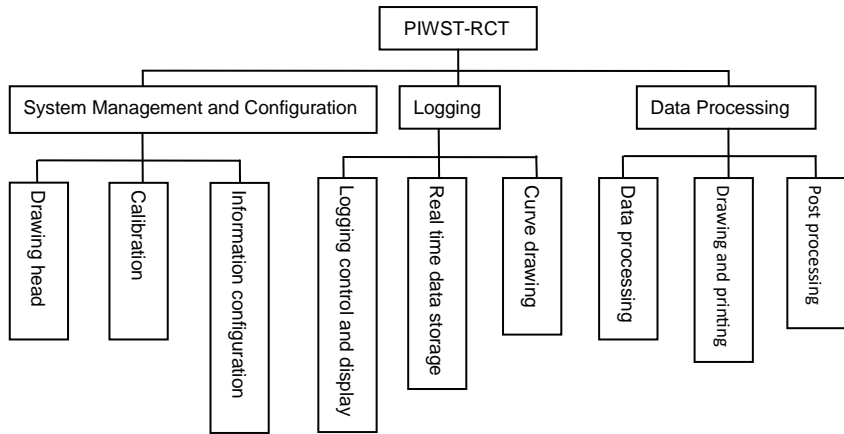 PIWST-RCT
System Management and Configuration
Logging
Data Processing
Drawing head
Calibration
Information configuration
Logging control and display
Real time data storage
Curve drawing
Data processing
Drawing and printing
Post processing